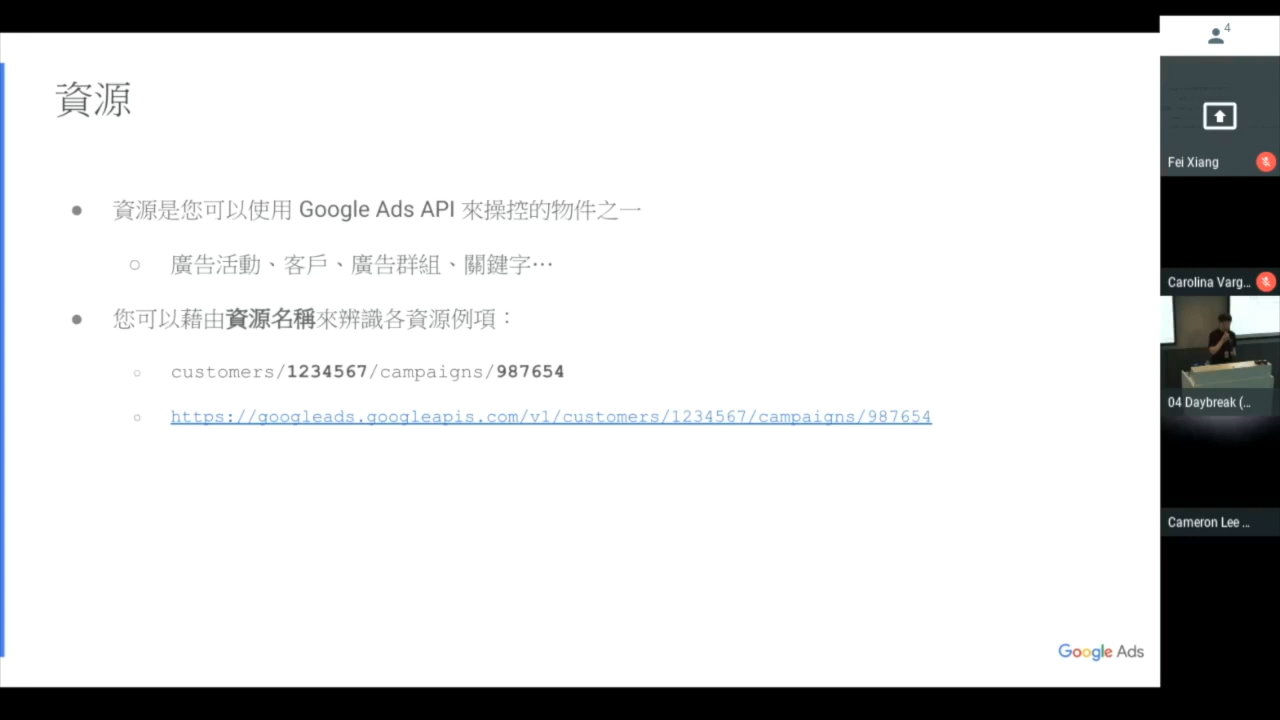 資源
資源是您可以使用 Google Ads API 來操控的物件之一
廣告活動、客戶、廣告群組、關鍵字…
您可以藉由資源名稱來辨識各資源例項：
customers/1234567/campaigns/987654
https://googleads.googleapis.com/v1/customers/1234567/campaigns/987654
Google Ads
4
Fei Xiang
Carolina Varg...
04 Daybreak (...
Cameron Lee ...